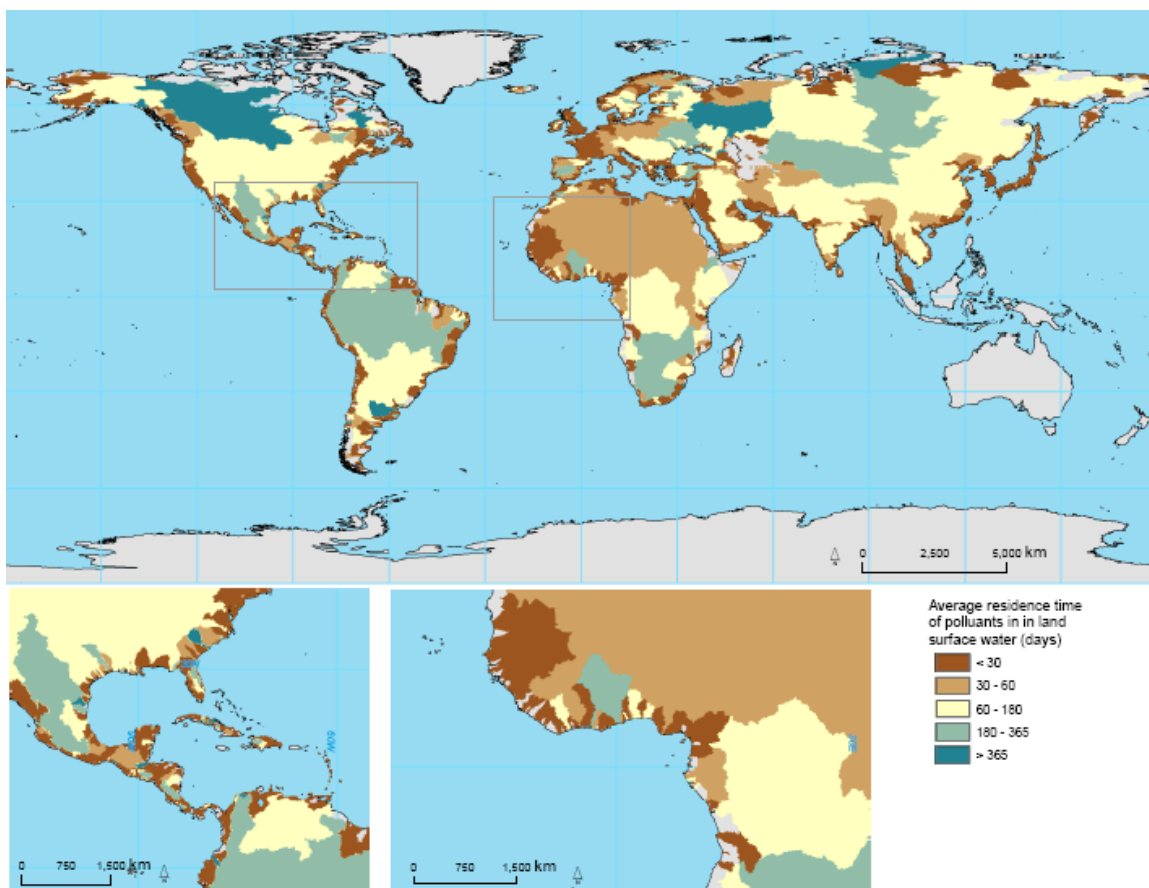 0 2,500 5,000 km
N
Average residence time
of polluants in in land
surface water (days)
< 30
30 - 60
60 - 180
180 - 365
> 365
60W
0 750 1,500 km
N
0 750 1,500 km
N